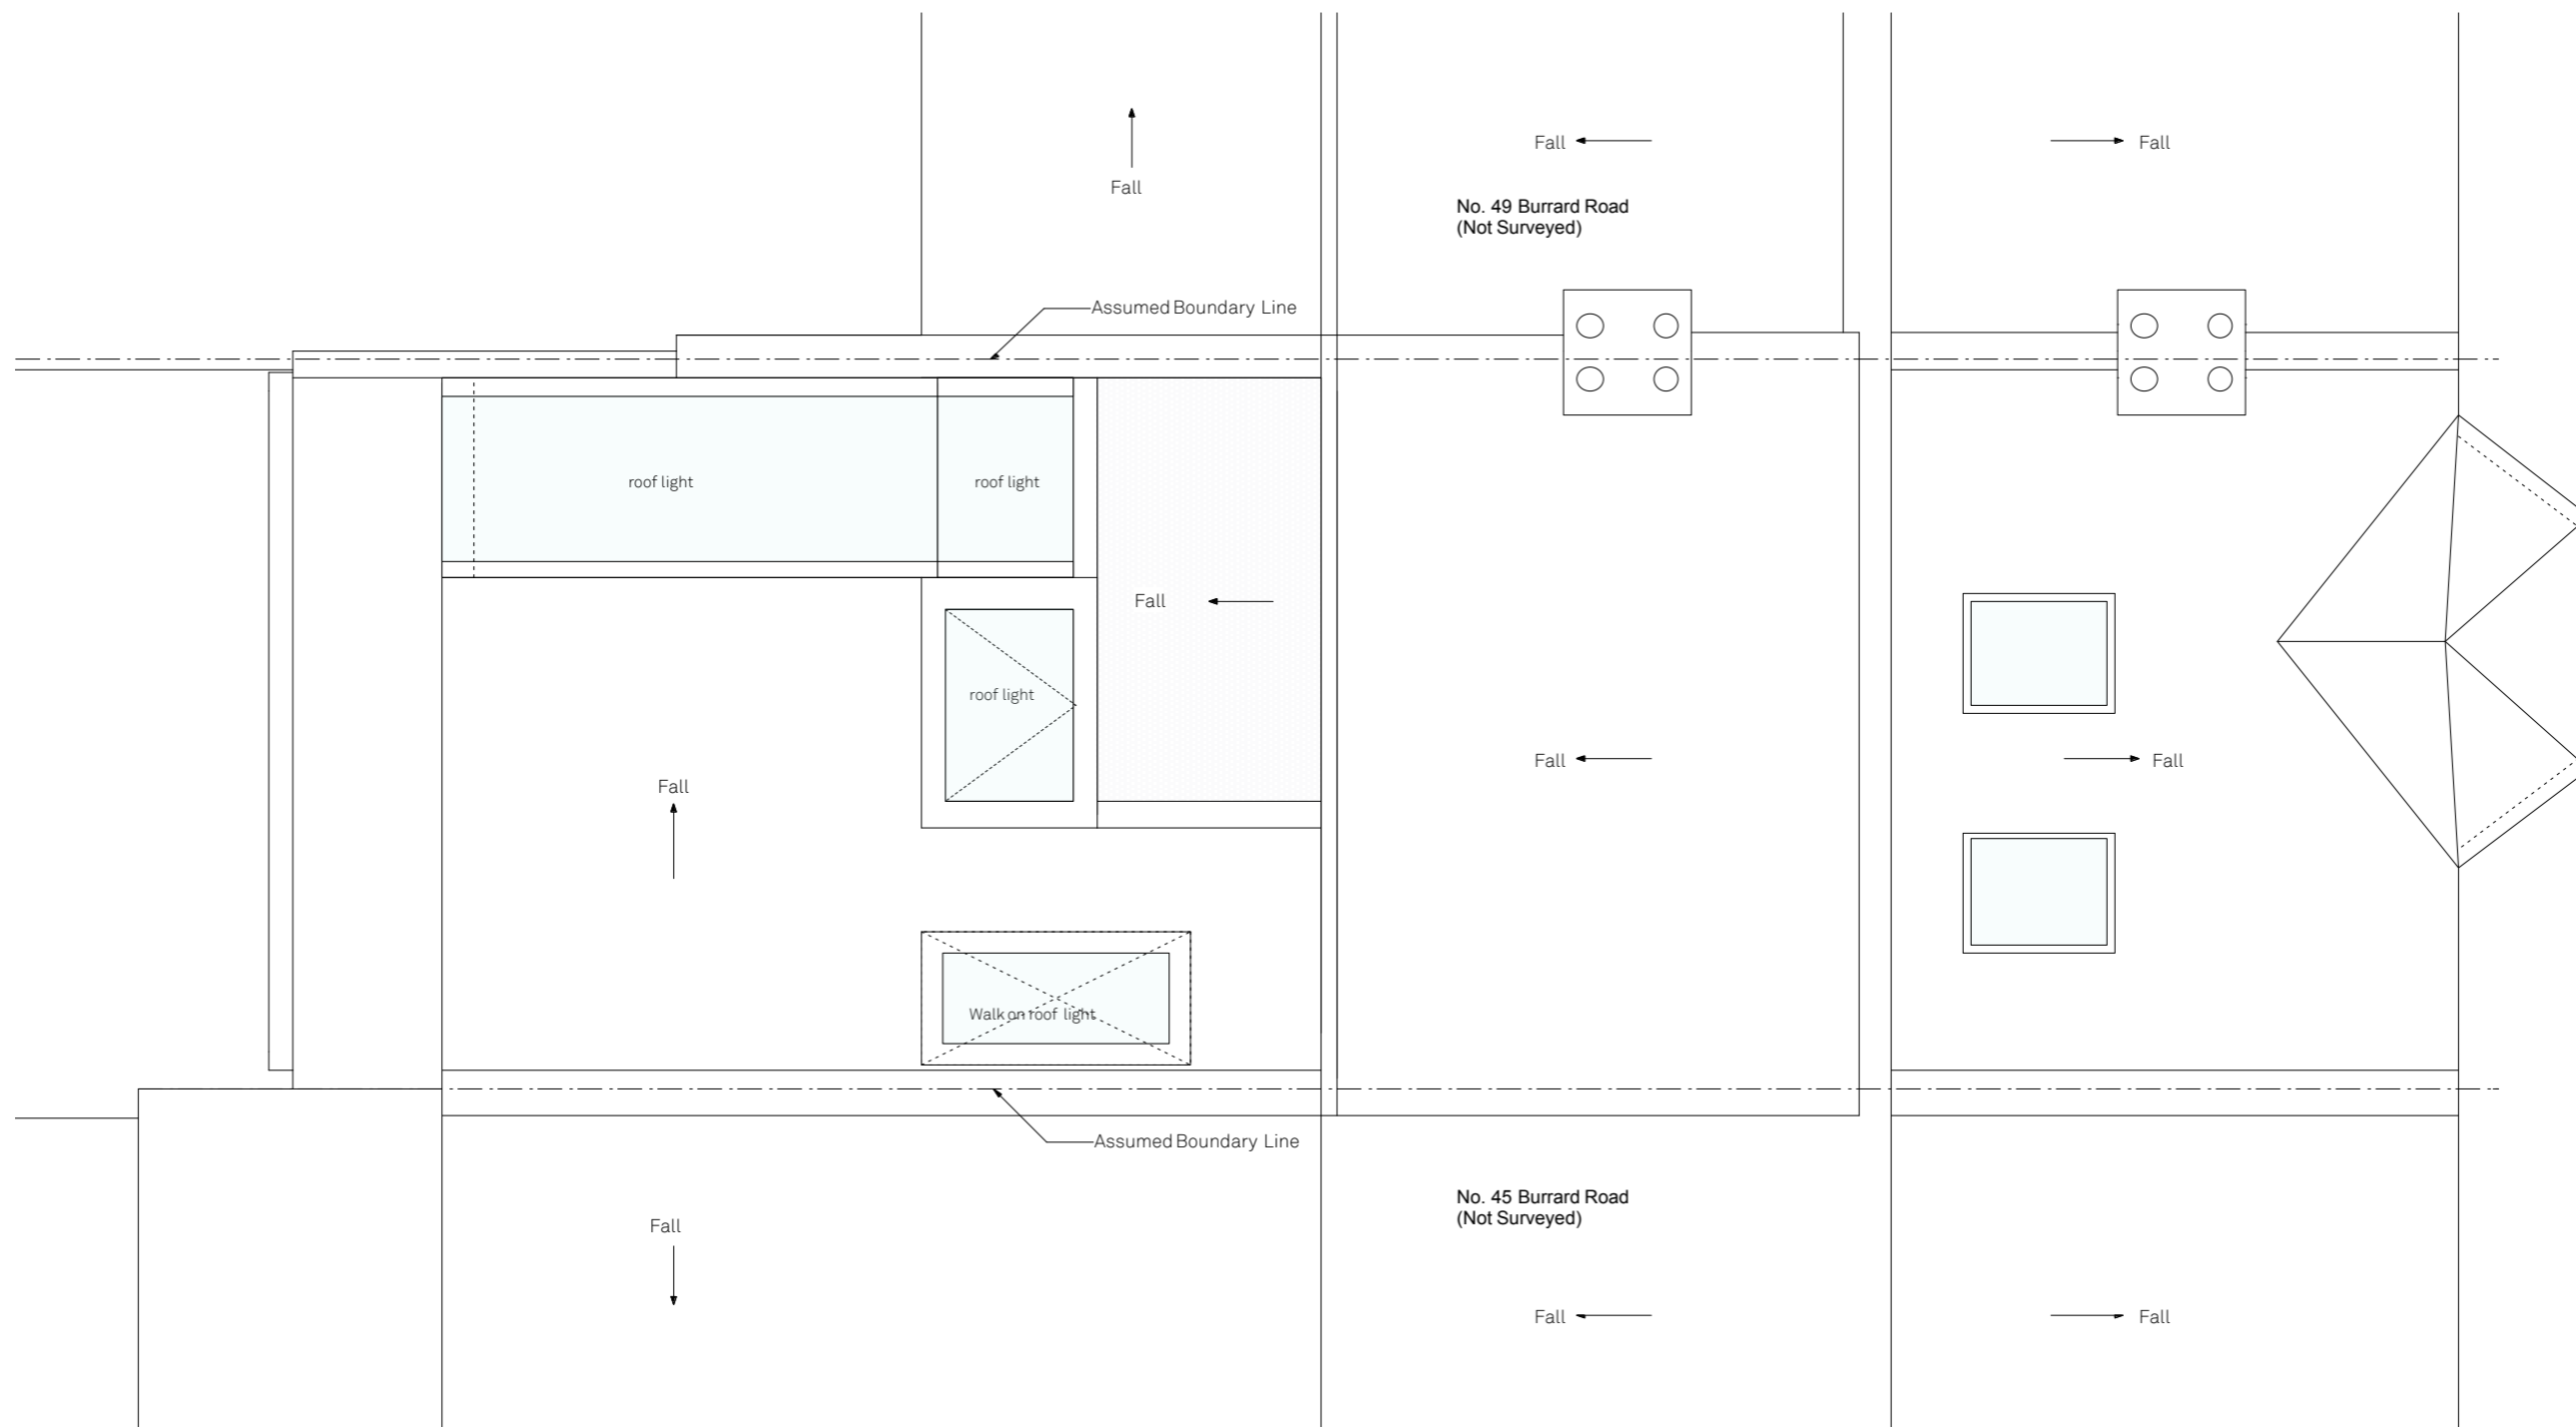 Fall
Fall
Fall
No. 49 Burrard Road
(Not Surveyed)
Assumed Boundary Line
roof light
roof light
Fall
roof light
Fall
Fall
Fall
Walk on roof light
Assumed Boundary Line
No. 45 Burrard Road
(Not Surveyed)
Fall
Fall
Fall